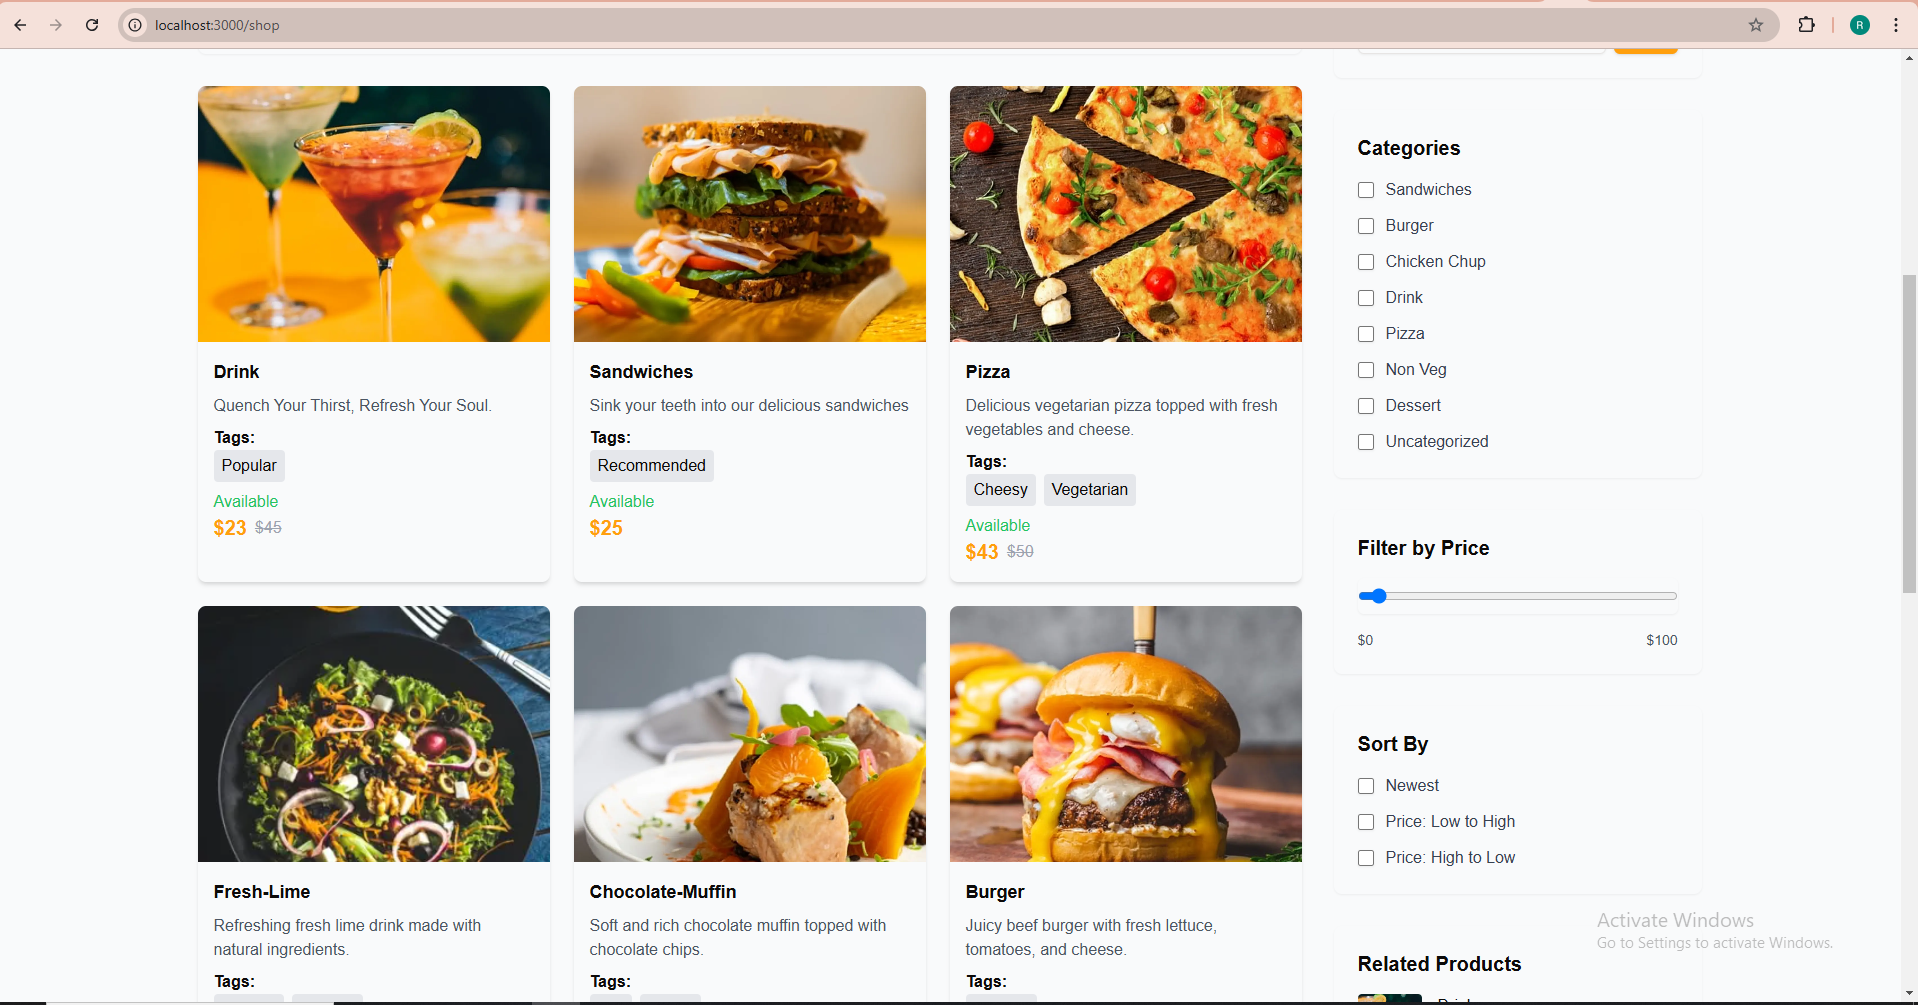 localhost:3000/shop
R
Drink
Quench Your Thirst, Refresh Your Soul.
Tags:
Popular
Available
$23 $45
Sandwiches
Sink your teeth into our delicious sandwiches
Tags:
Recommended
Available
$25
Pizza
Delicious vegetarian pizza topped with fresh
vegetables and cheese.
Tags:
Cheesy Vegetarian
Available
$43 $50
Fresh-Lime
Refreshing fresh lime drink made with
natural ingredients.
Tags:
Chocolate-Muffin
Soft and rich chocolate muffin topped with
chocolate chips.
Tags:
Burger
Juicy beef burger with fresh lettuce,
tomatoes, and cheese.
Tags:
Categories
Sandwiches
Burger
Chicken Chup
Drink
Pizza
Non Veg
Dessert
Uncategorized
Filter by Price
$0 $100
Sort By
Newest
Price: Low to High
Price: High to Low
Activate Windows
Go to Settings to activate Windows.
Related Products